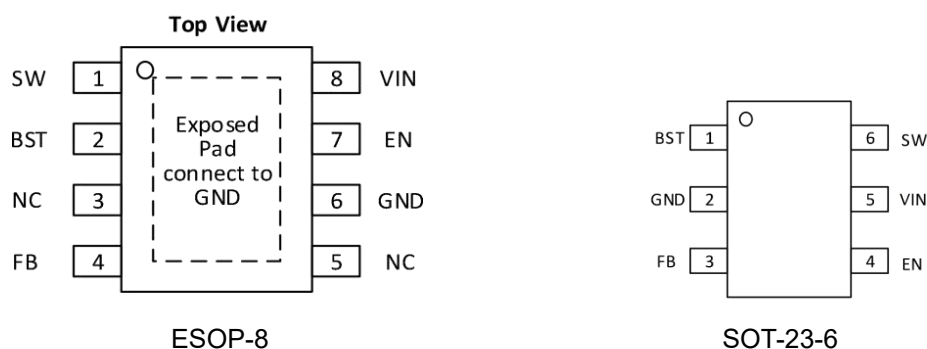 Top View
SW 1 8 VIN
BST 2 7 EN
NC 3 6 GND
FB 4 5 NC
Exposed
Pad
connect to
GND
ESOP-8
BST 1 6 SW
GND 2 5 VIN
FB 3 4 EN
SOT-23-6